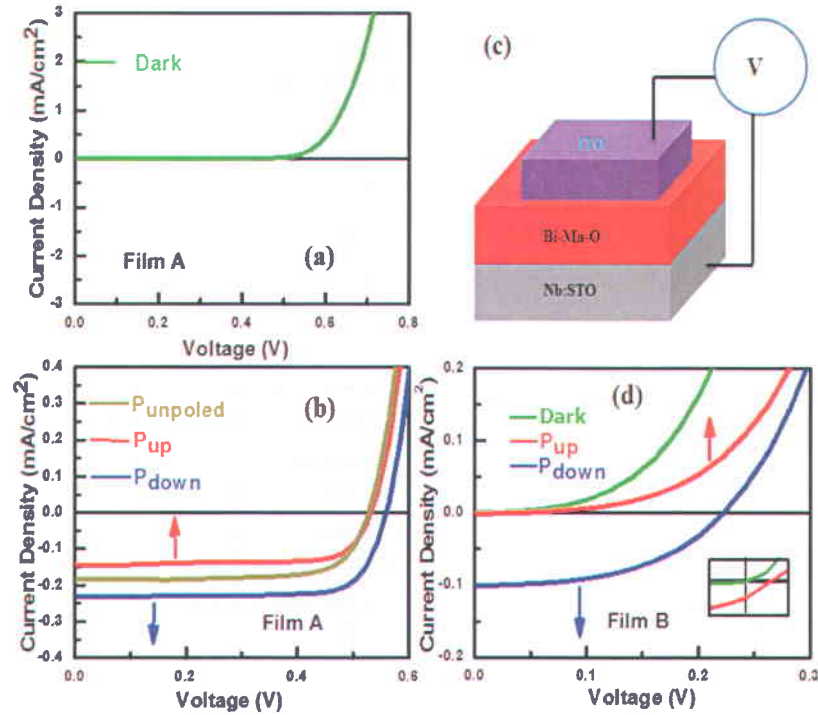 3
2
1
0
-1
-2
-3
Current Density (mA/cm²)
Dark
Film A
(a)
0.0 0.2 0.4 0.6 0.8
Voltage (V)
(c)
V
Bi-Mn-O
Nb:STO
0.4
0.3
0.2
0.1
0.0
-0.1
-0.2
-0.3
-0.4
Current Density (mA/cm²)
Punpoled
Pup
Pdown
(b)
Film A
0.0 0.2 0.4 0.6
Voltage (V)
0.2
0.1
0.0
-0.1
-0.2
Current Density (mA/cm²)
Dark
Pup
Pdown
(d)
Film B
0.0 0.1 0.2 0.3
Voltage (V)